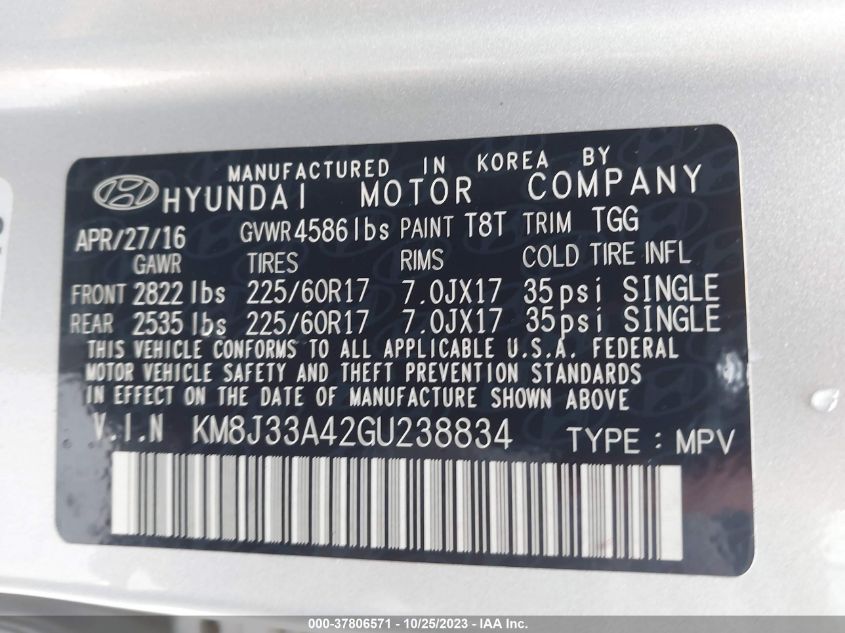 MANUFACTURED IN KOREA BY
HYUNDAI MOTOR COMPANY
APR/27/16 GVWR 4586 lbs PAINT T8T TRIM TGG
GAWR TIRES RIMS COLD TIRE INFL
FRONT 2822 lbs 225/60R17 7.0JX17 35psi SINGLE
REAR 2535 lbs 225/60R17 7.0JX17 35psi SINGLE
THIS VEHICLE CONFORMS TO ALL APPLICABLE U.S.A. FEDERAL
MOTOR VEHICLE SAFETY AND THEFT PREVENTION STANDARDS
IN EFFECT ON THE DATE OF MANUFACTURE SHOWN ABOVE
V.I.N KM8J33A42GU238834 TYPE : MPV
000-37806571 - 10/25/2023 - IAA Inc.